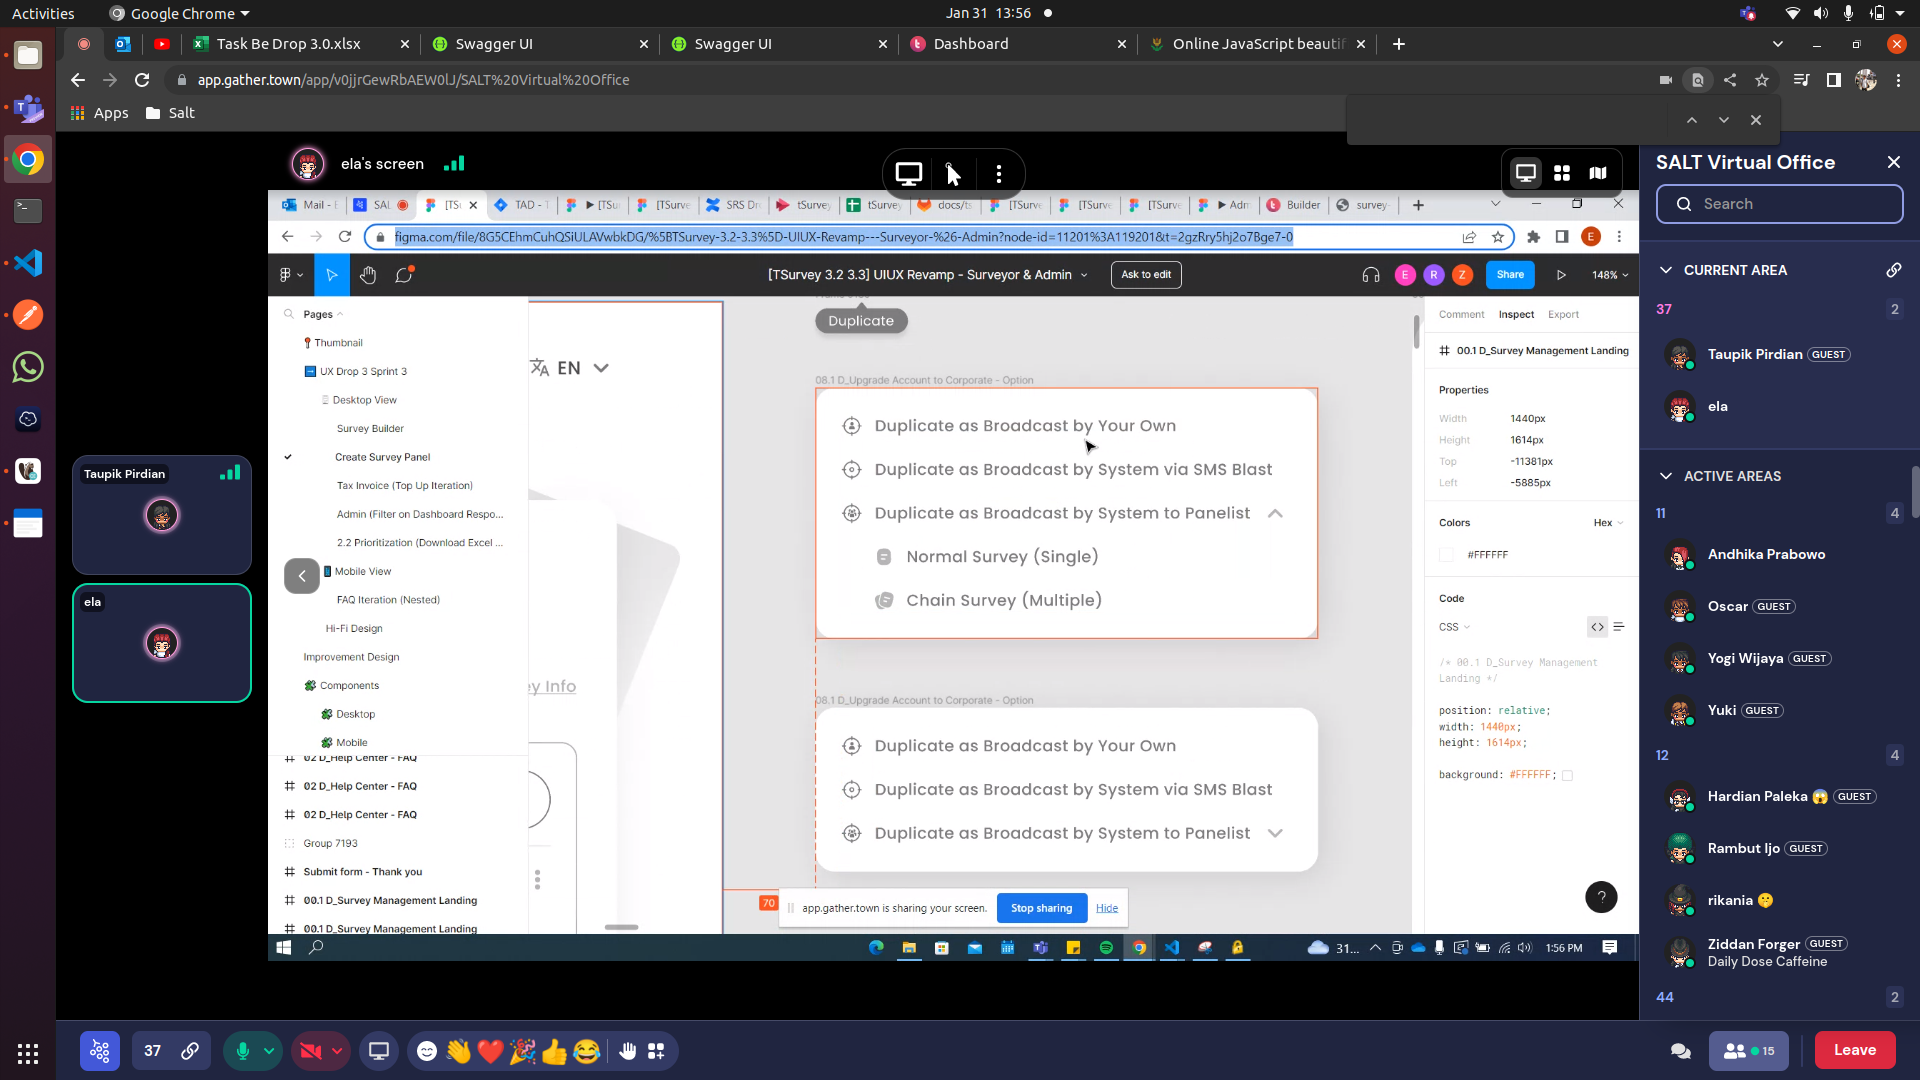 Activities
Google Chrome
Jan 31 13:56
Task Be Drop 3.0.xlsx
Swagger UI
Swagger UI
Dashboard
Online JavaScript beautif
app.gather.town/app/v0jjrGewRbAEW0lJ/SALT%20Virtual%20Office
Apps
Salt
ela's screen
Mail - E
SAL
[TS
TAD - T
[TSu
[TSurve
SRS Dr
tSurvey
tSurvey
docs/ts
[TSurve
[TSurve
[TSurve
Adm
Builder
survey-
figma.com/file/8G5CEhmCuhQSiULAVwbkDG/%5BTSurvey-3.2-3.3%5D-UIUX-Revamp---Surveyor-%26-Admin?node-id=11201%3A119201&t=2gzRry5hj2o7Bge7-0
E
[TSurvey 3.2 3.3] UIUX Revamp - Surveyor & Admin
Ask to edit
E
R
Z
Share
148%
Pages
Thumbnail
UX Drop 3 Sprint 3
Desktop View
Survey Builder
Create Survey Panel
Tax Invoice (Top Up Iteration)
Admin (Filter on Dashboard Respo...
2.2 Prioritization (Download Excel ...
Mobile View
FAQ Iteration (Nested)
Hi-Fi Design
Improvement Design
Components
Desktop
Mobile
02 D_Help Center - FAQ
02 D_Help Center - FAQ
02 D_Help Center - FAQ
Group 7193
Submit form - Thank you
00.1 D_Survey Management Landing
00.1 D_Survey Management Landing
EN
ey Info
Duplicate
08.1 D_Upgrade Account to Corporate - Option
Duplicate as Broadcast by Your Own
Duplicate as Broadcast by System via SMS Blast
Duplicate as Broadcast by System to Panelist
Normal Survey (Single)
Chain Survey (Multiple)
08.1 D_Upgrade Account to Corporate - Option
Duplicate as Broadcast by Your Own
Duplicate as Broadcast by System via SMS Blast
Duplicate as Broadcast by System to Panelist
70
app.gather.town is sharing your screen.
Stop sharing
Hide
Comment
Inspect
Export
00.1 D_Survey Management Landing
Properties
Width 1440px
Height 1614px
Top -11381px
Left -5885px
Colors
Hex
#FFFFFF
Code
CSS
/* 00.1 D_Survey Management
Landing */
position: relative;
width: 1440px;
height: 1614px;
background: #FFFFFF;
?
31...
1:56 PM
Taupik Pirdian
ela
SALT Virtual Office
Search
CURRENT AREA
37
2
Taupik Pirdian GUEST
ela
ACTIVE AREAS
11
4
Andhika Prabowo
Oscar GUEST
Yogi Wijaya GUEST
Yuki GUEST
12
4
Hardian Paleka GUEST
Rambut Ijo GUEST
rikania
Ziddan Forger GUEST
Daily Dose Caffeine
44
2
37
15
Leave